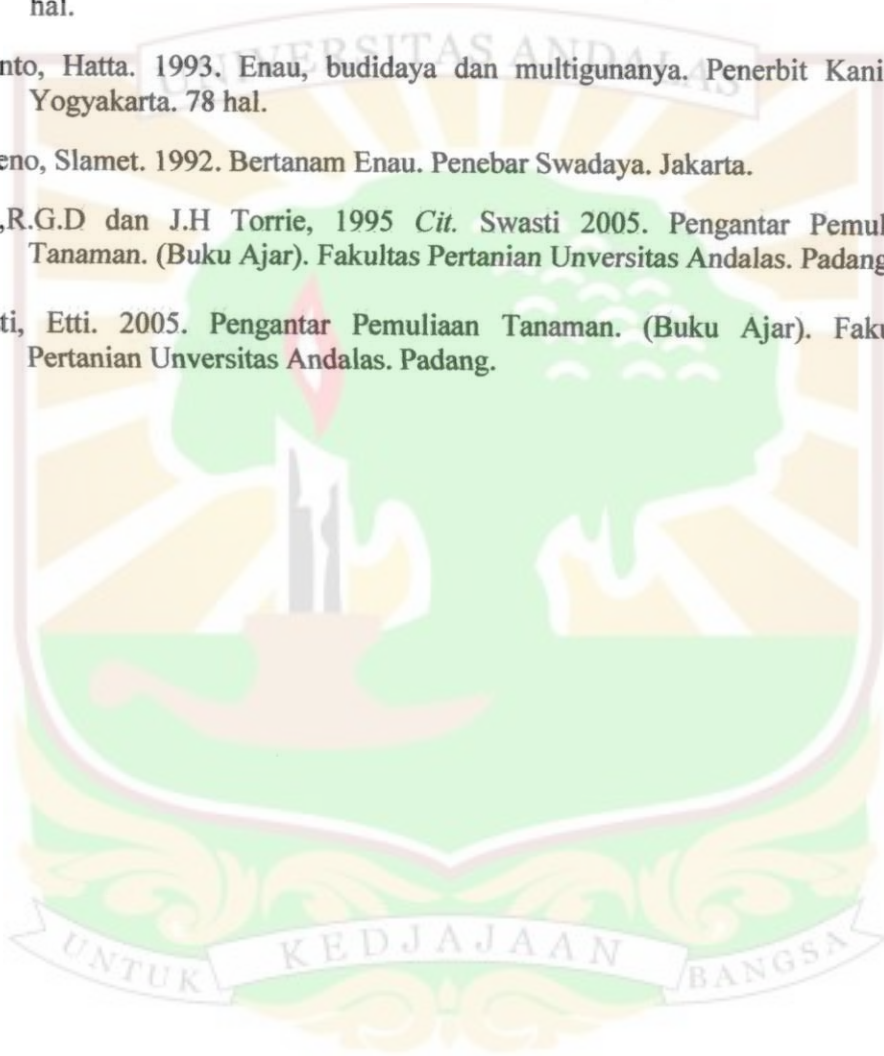 hal.
nto, Hatta. 1993. Enau, budidaya dan multigunanya. Penerbit Kani
Yogyakarta. 78 hal.
eno, Slamet. 1992. Bertanam Enau. Penebar Swadaya. Jakarta.
,R.G.D dan J.H Torrie, 1995 Cit. Swasti 2005. Pengantar Pemul
Tanaman. (Buku Ajar). Fakultas Pertanian Unversitas Andalas. Padang
ti, Etti. 2005. Pengantar Pemuliaan Tanaman. (Buku Ajar). Faku
Pertanian Unversitas Andalas. Padang.
UNIVERSITAS ANDALAS
UNTUK KEDJAJAAN BANGSA